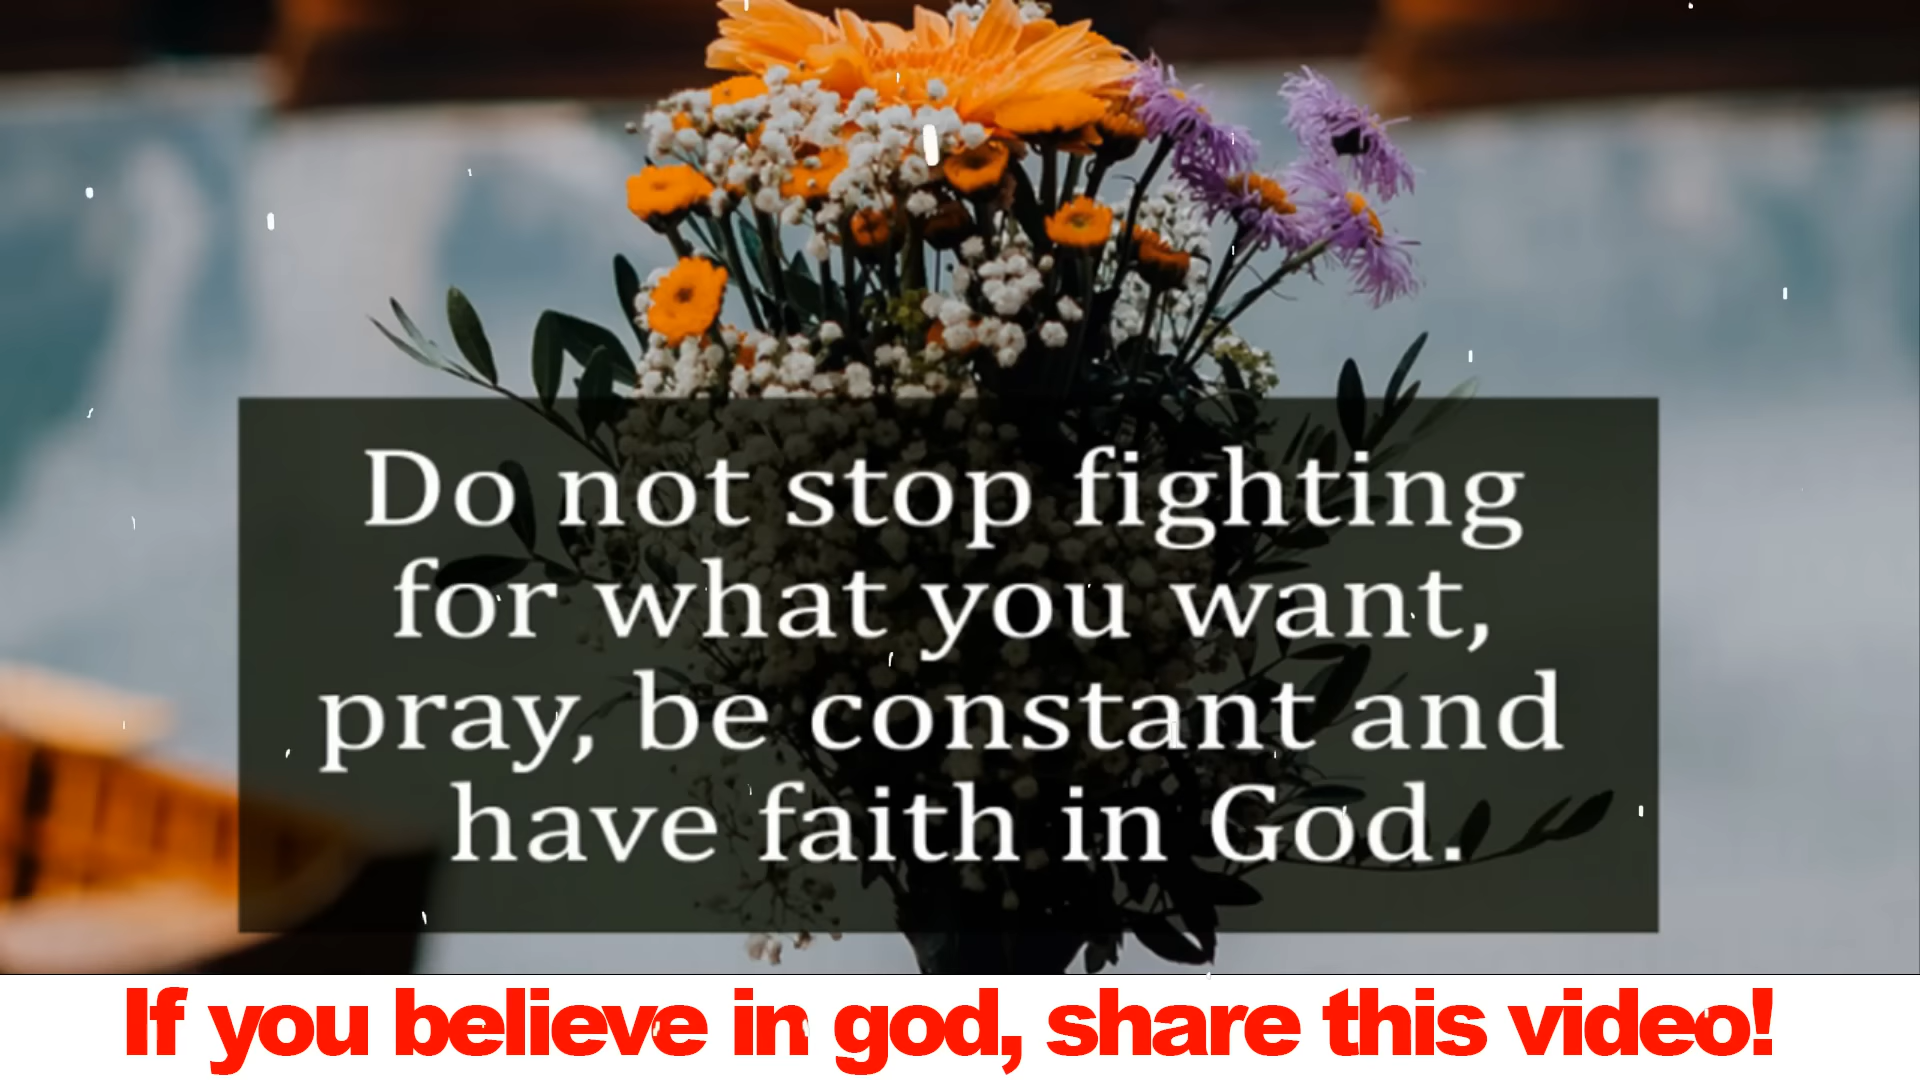 Do not stop fighting
for what you want,
pray, be constant and
have faith in God.
If you believe in god, share this video!